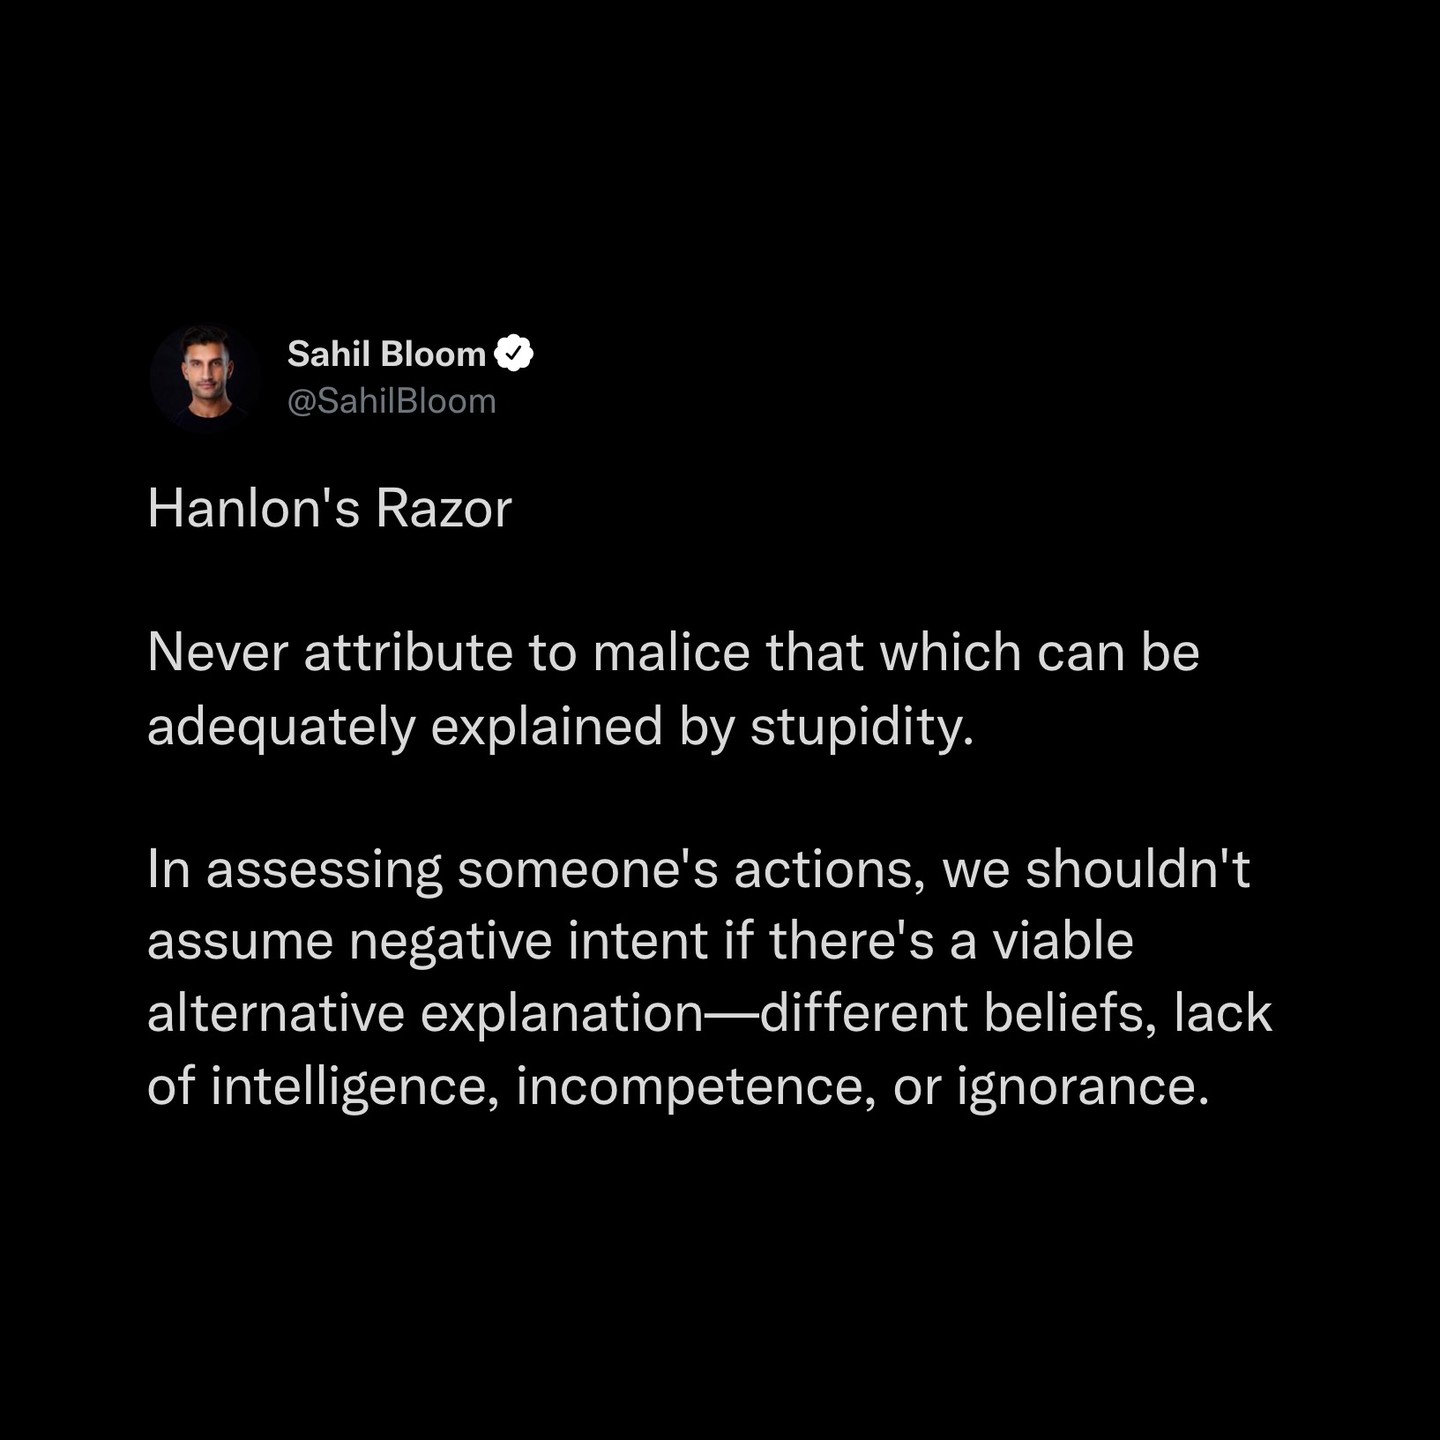 Sahil Bloom
@SahilBloom
Hanlon's Razor
Never attribute to malice that which can be
adequately explained by stupidity.
In assessing someone's actions, we shouldn't
assume negative intent if there's a viable
alternative explanation—different beliefs, lack
of intelligence, incompetence, or ignorance.